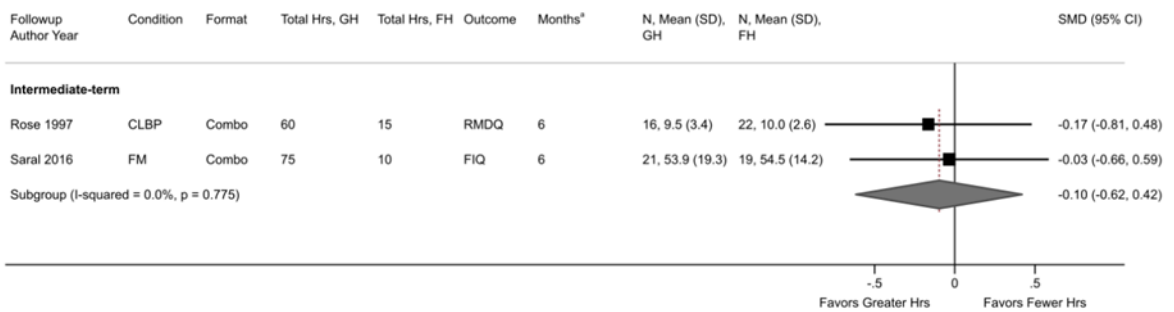 Followup Author Year Condition Format Total Hrs, GH Total Hrs, FH Outcome Months^a N, Mean (SD), GH N, Mean (SD), FH SMD (95% CI)
Intermediate-term
Rose 1997 CLBP Combo 60 15 RMDQ 6 16, 9.5 (3.4) 22, 10.0 (2.6) -0.17 (-0.81, 0.48)
Saral 2016 FM Combo 75 10 FIQ 6 21, 53.9 (19.3) 19, 54.5 (14.2) -0.03 (-0.66, 0.59)
Subgroup (I-squared = 0.0%, p = 0.775) -0.10 (-0.62, 0.42)
-.5 0 .5
Favors Greater Hrs Favors Fewer Hrs